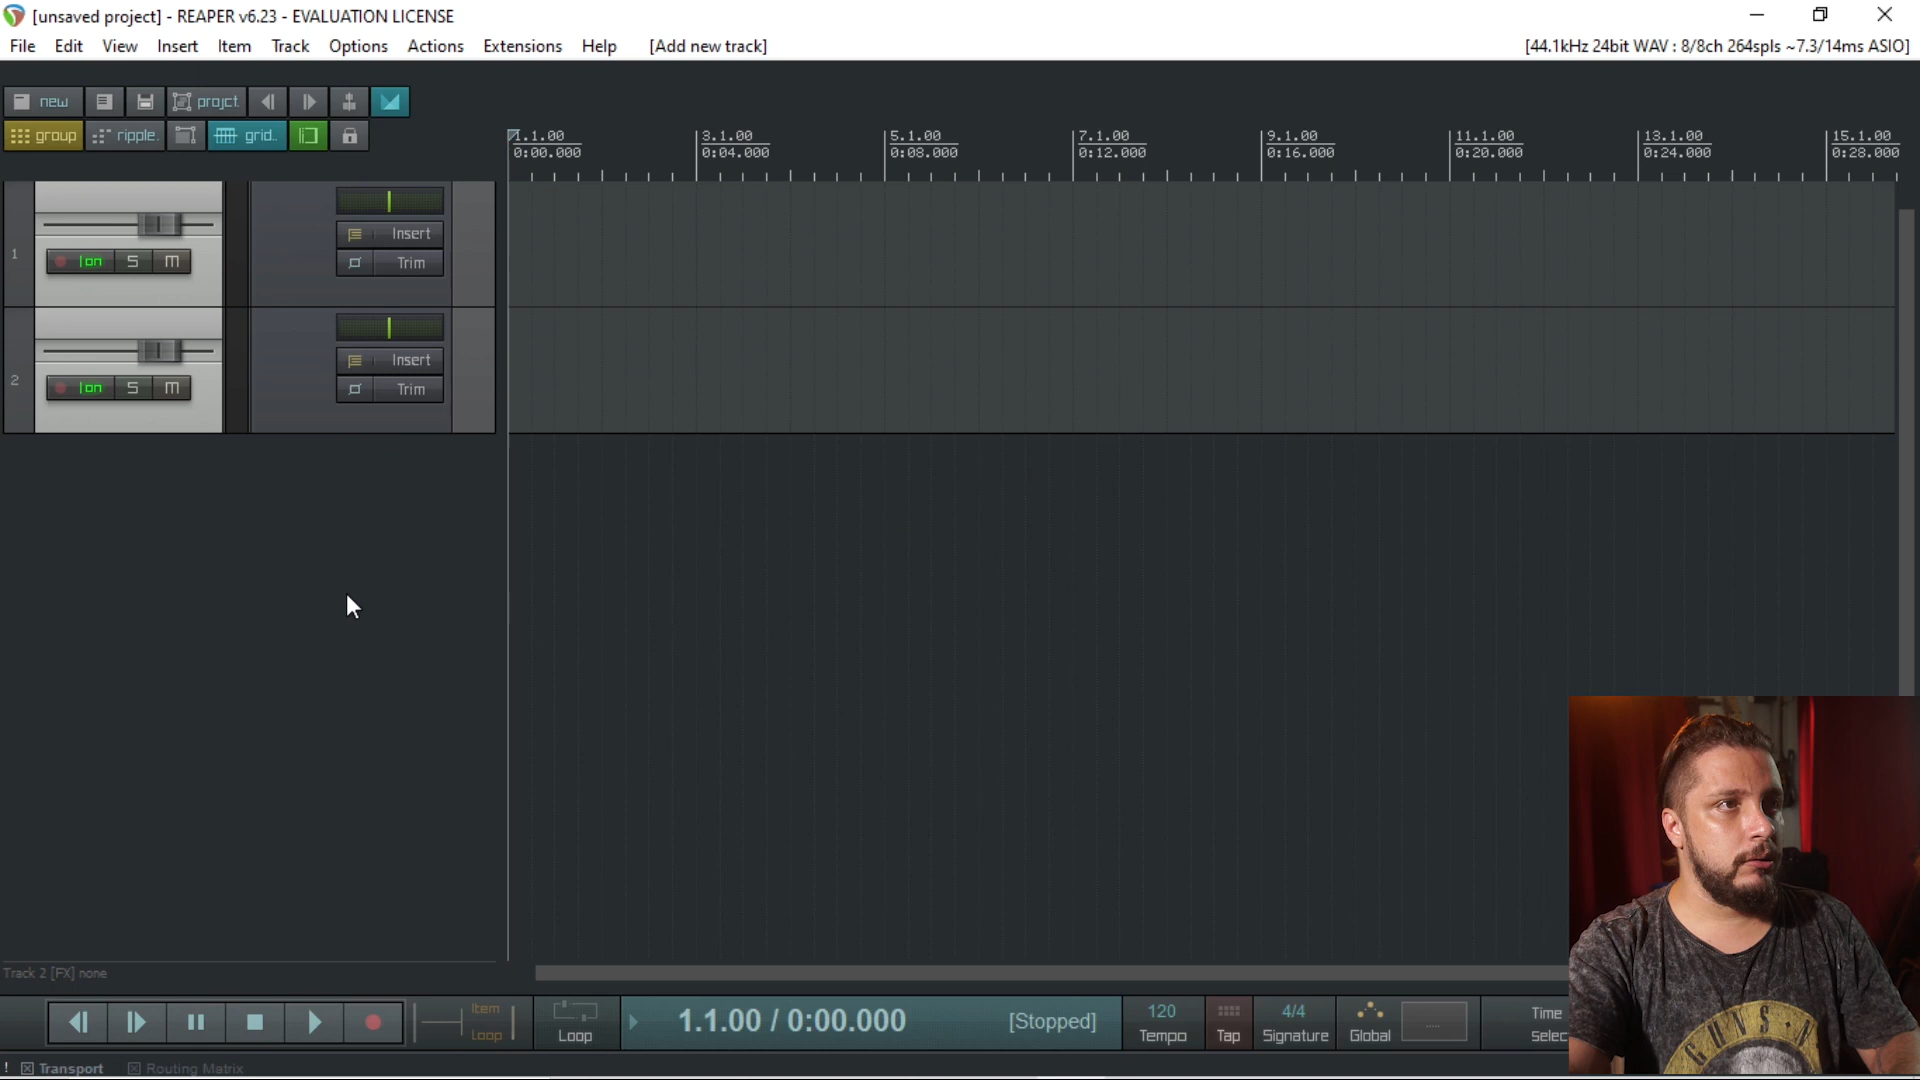 [unsaved project] - REAPER v6.23 - EVALUATION LICENSE
File Edit View Insert Item Track Options Actions Extensions Help [Add new track] [44.1kHz 24bit WAV : 8/8ch 264spls ~7.3/14ms ASIO]
new projct.
group ripple. grid..
1.1.00 3.1.00 5.1.00 7.1.00 9.1.00 11.1.00 13.1.00 15.1.00
0:00.000 0:04.000 0:08.000 0:12.000 0:16.000 0:20.000 0:24.000 0:28.000
Insert
1 Ion S M Trim
Insert
2 Ion S M Trim
Track 2 [FX] none
Item
Loop
Loop
1.1.00 / 0:00.000 [Stopped]
120 4/4 Time
Tempo Tap Signature Global Selec
! Transport Routing Matrix
GUNS